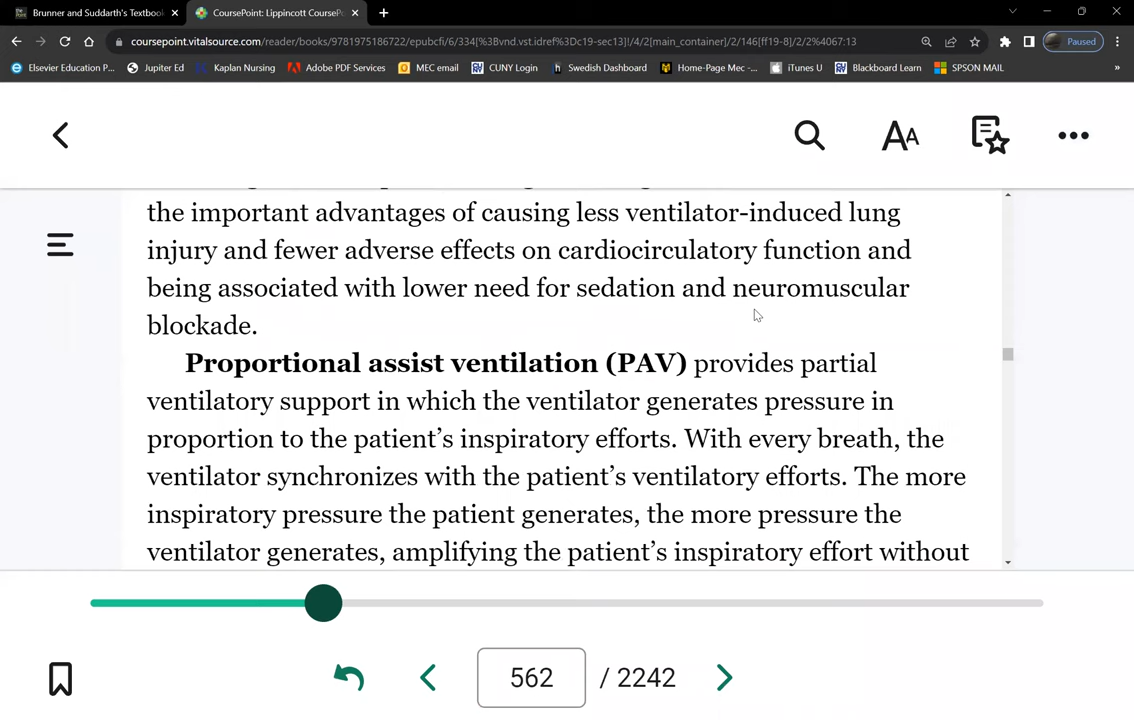 Brunner and Suddarth's Textbook
CoursePoint: Lippincott CourseP
coursepoint.vitalsource.com/reader/books/9781975186722/epubcfi/6/334[%3Bvnd.vst.idref%3Dc19-sec13]!/4/2[main_container]/2/146[ff19-8]/2/2%4067:13
Paused
Elsevier Education P... Jupiter Ed Kaplan Nursing Adobe PDF Services MEC email CUNY Login Swedish Dashboard Home-Page Mec -... iTunes U Blackboard Learn SPSON MAIL »
AA
the important advantages of causing less ventilator-induced lung
injury and fewer adverse effects on cardiocirculatory function and
being associated with lower need for sedation and neuromuscular
blockade.
Proportional assist ventilation (PAV) provides partial
ventilatory support in which the ventilator generates pressure in
proportion to the patient’s inspiratory efforts. With every breath, the
ventilator synchronizes with the patient’s ventilatory efforts. The more
inspiratory pressure the patient generates, the more pressure the
ventilator generates, amplifying the patient’s inspiratory effort without
562 / 2242